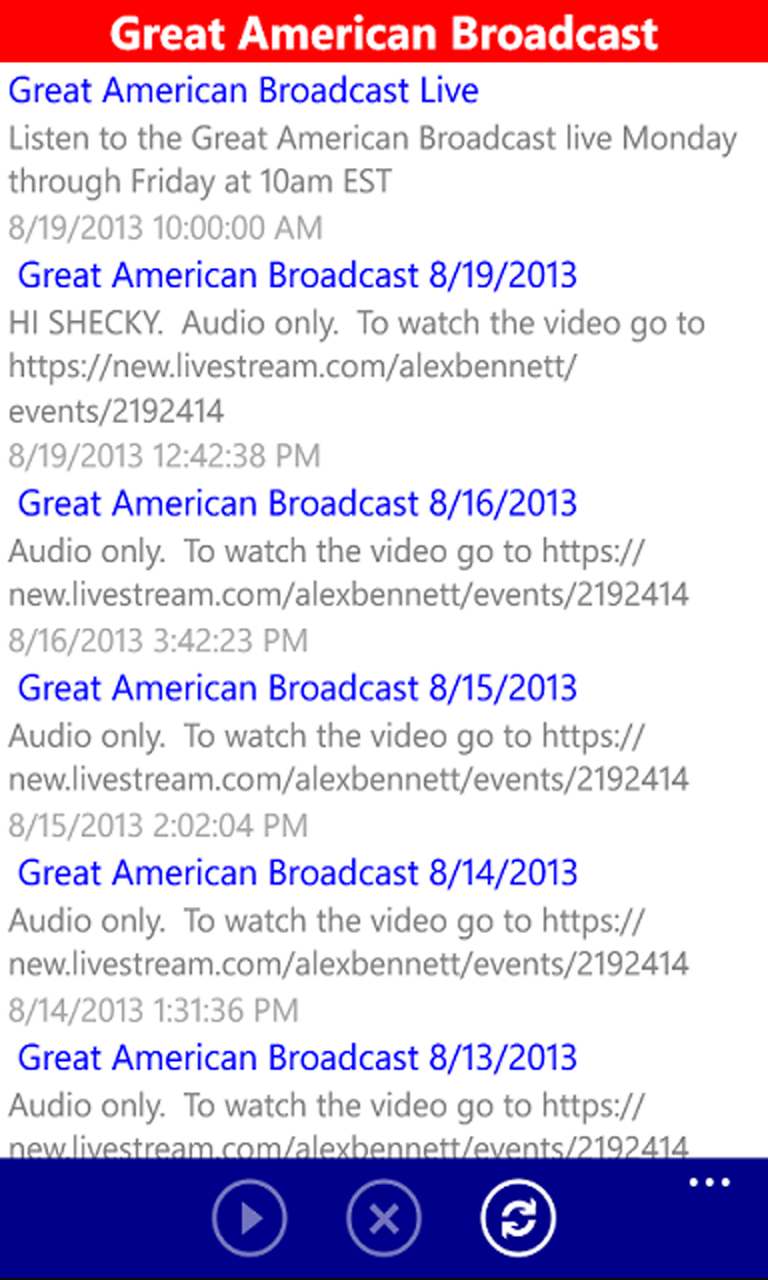 Great American Broadcast
Great American Broadcast Live
Listen to the Great American Broadcast live Monday
through Friday at 10am EST
8/19/2013 10:00:00 AM
Great American Broadcast 8/19/2013
HI SHECKY.  Audio only.  To watch the video go to
https://new.livestream.com/alexbennett/
events/2192414
8/19/2013 12:42:38 PM
Great American Broadcast 8/16/2013
Audio only.  To watch the video go to https://
new.livestream.com/alexbennett/events/2192414
8/16/2013 3:42:23 PM
Great American Broadcast 8/15/2013
Audio only.  To watch the video go to https://
new.livestream.com/alexbennett/events/2192414
8/15/2013 2:02:04 PM
Great American Broadcast 8/14/2013
Audio only.  To watch the video go to https://
new.livestream.com/alexbennett/events/2192414
8/14/2013 1:31:36 PM
Great American Broadcast 8/13/2013
Audio only.  To watch the video go to https://
new.livestream.com/alexbennett/events/2192414